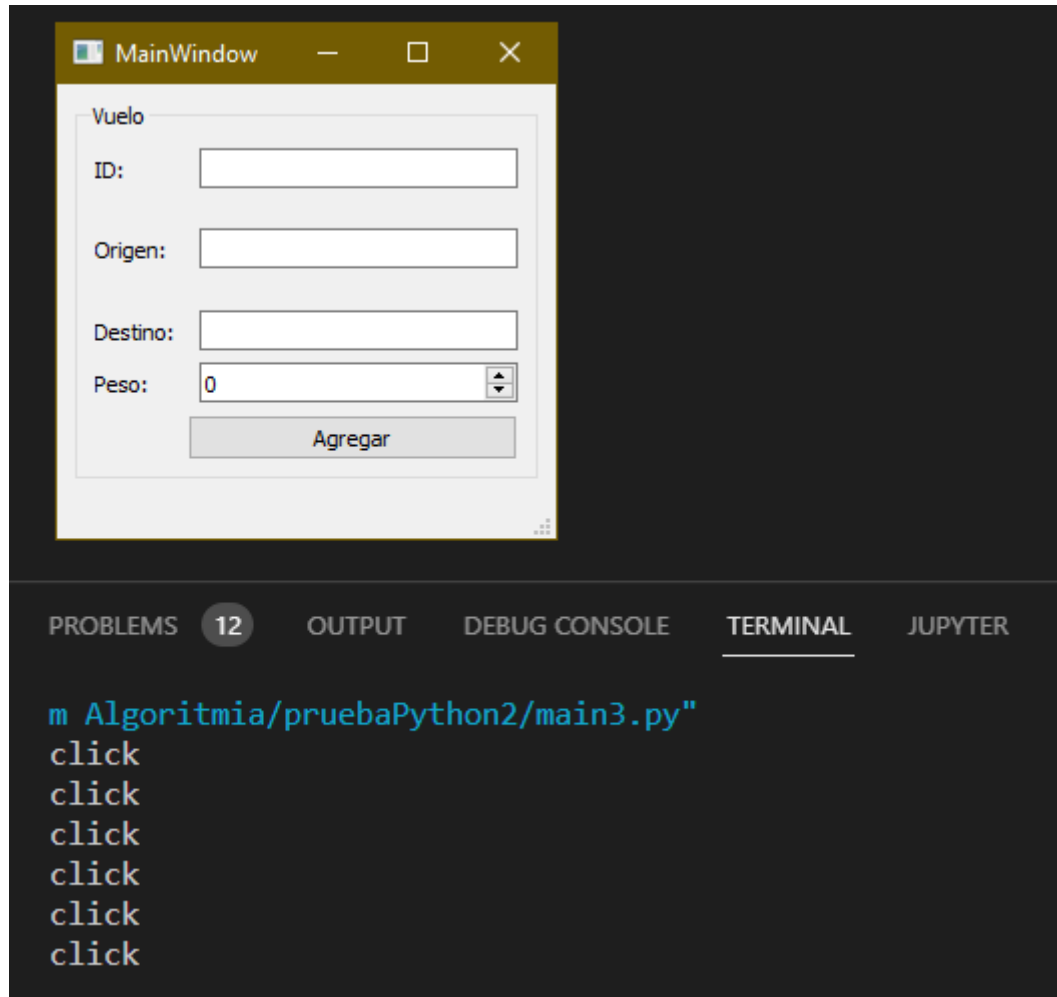 MainWindow
Vuelo
ID:
Origen:
Destino:
Peso: 0
Agregar
PROBLEMS 12 OUTPUT DEBUG CONSOLE TERMINAL JUPYTER
m Algoritmia/pruebaPython2/main3.py"
click
click
click
click
click
click